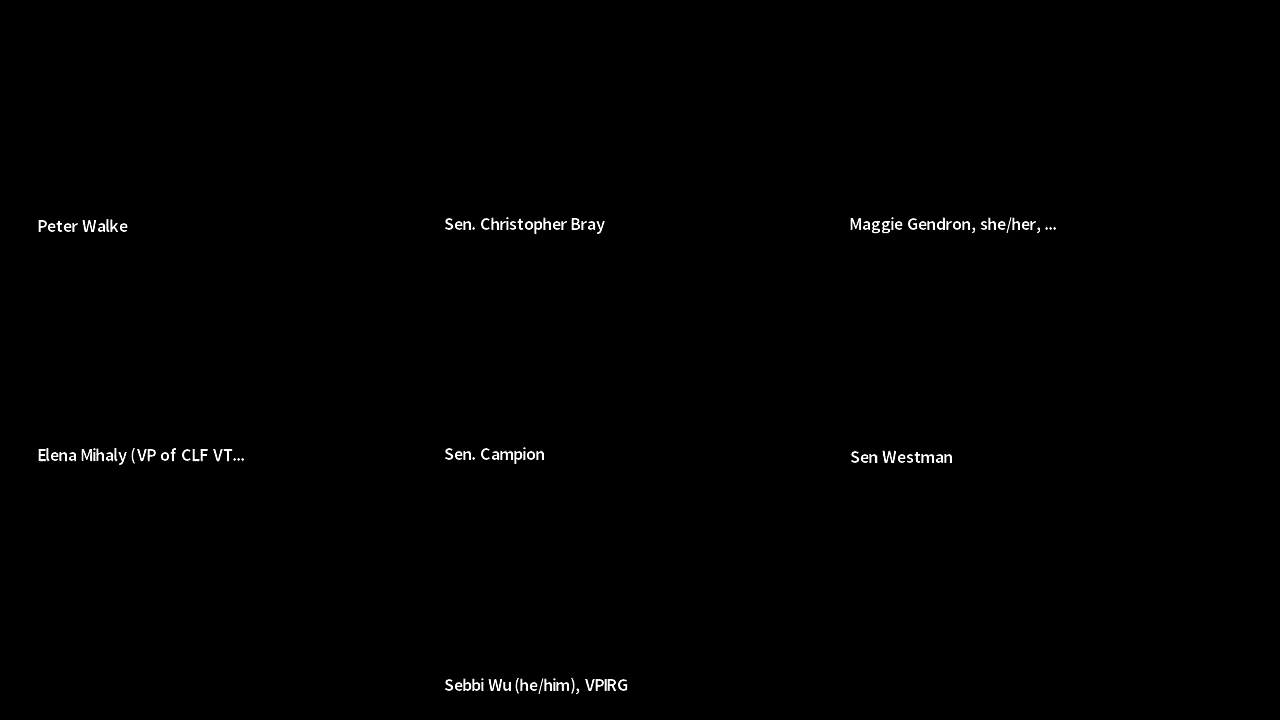 Peter Walke
Sen. Christopher Bray
Maggie Gendron, she/her, ...
Elena Mihaly (VP of CLF VT...
Sen. Campion
Sen Westman
Sebbi Wu (he/him), VPIRG